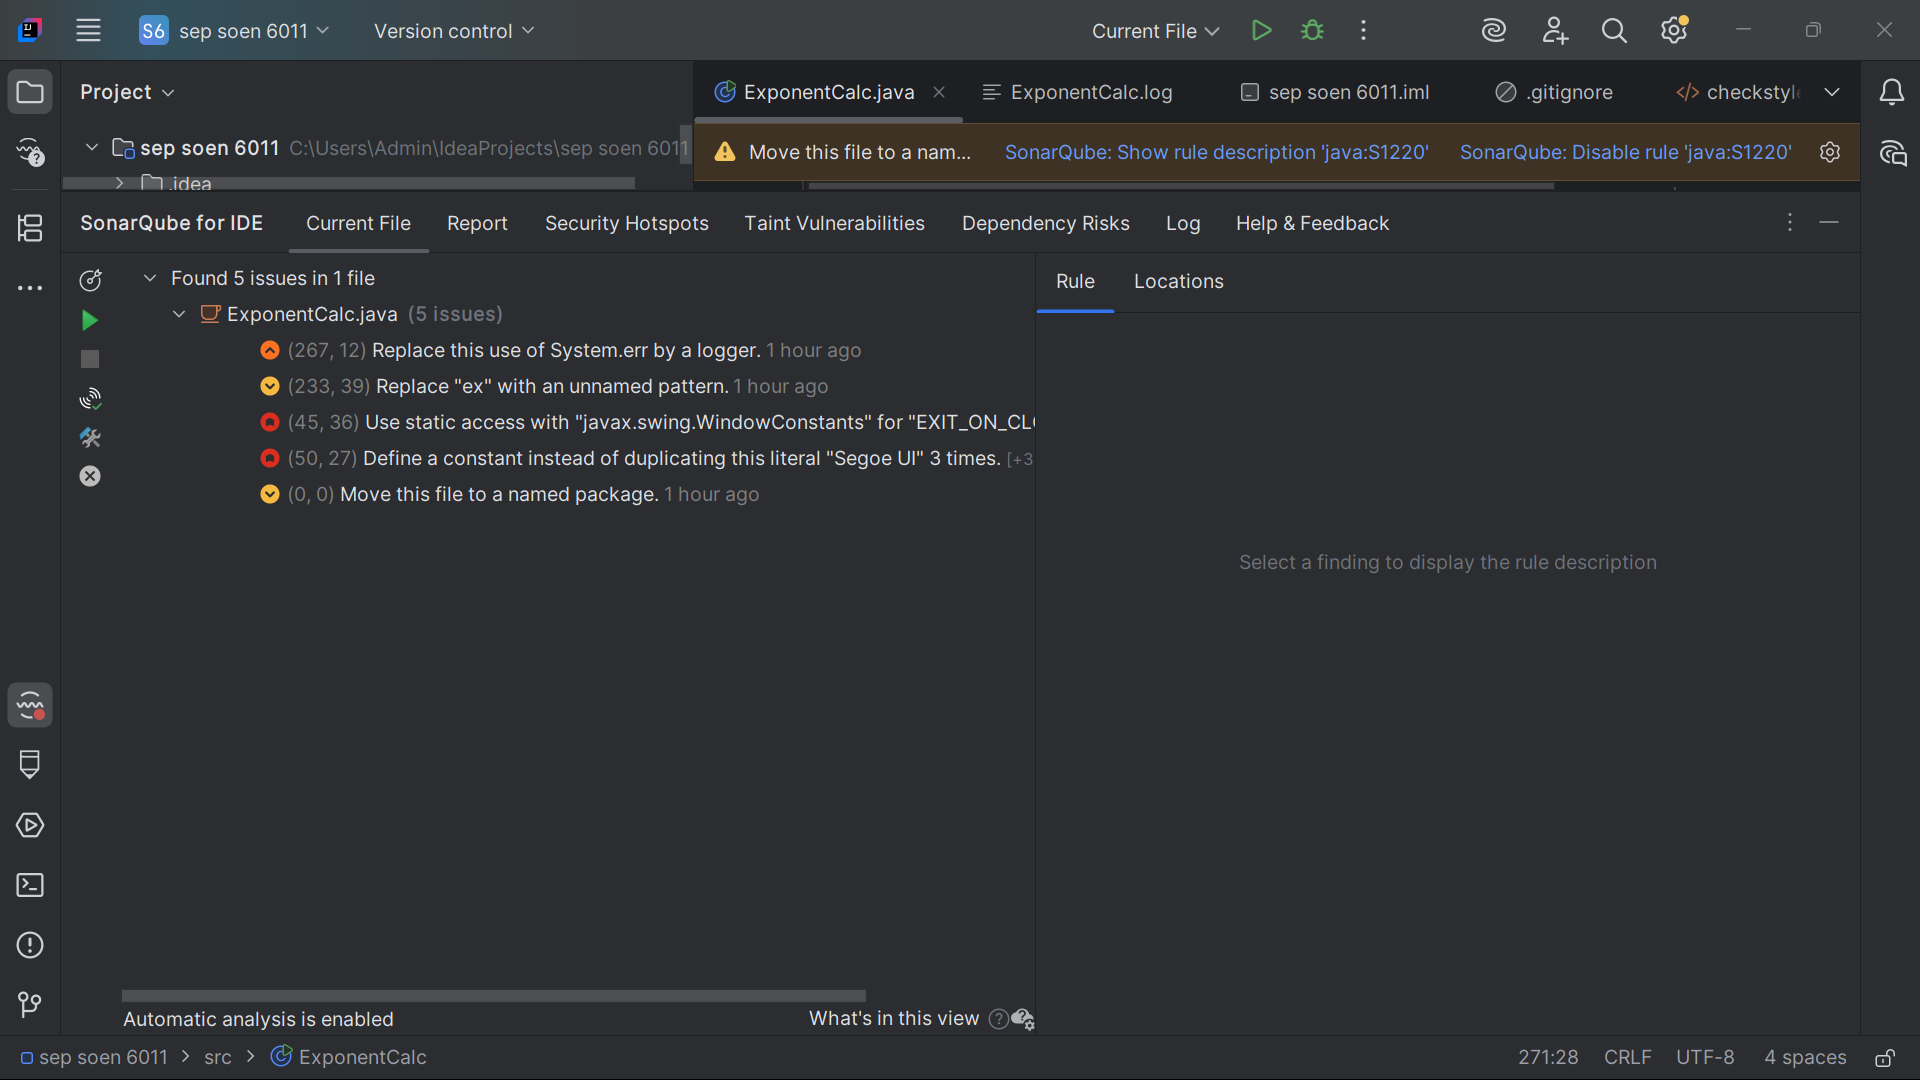 S6 sep soen 6011 Version control Current File
Project
ExponentCalc.java ExponentCalc.log sep soen 6011.iml .gitignore
sep soen 6011 C:\Users\Admin\IdeaProjects\sep soen 6011
Move this file to a nam... SonarQube: Show rule description 'java:S1220' SonarQube: Disable rule 'java:S1220'
.idea
SonarQube for IDE Current File Report Security Hotspots Taint Vulnerabilities Dependency Risks Log Help & Feedback
Found 5 issues in 1 file
Rule Locations
ExponentCalc.java (5 issues)
(267, 12) Replace this use of System.err by a logger. 1 hour ago
(233, 39) Replace "ex" with an unnamed pattern. 1 hour ago
(45, 36) Use static access with "javax.swing.WindowConstants" for "EXIT_ON_CL
(50, 27) Define a constant instead of duplicating this literal "Segoe UI" 3 times. [+3
(0, 0) Move this file to a named package. 1 hour ago
Select a finding to display the rule description
Automatic analysis is enabled What's in this view
sep soen 6011 > src > ExponentCalc 271:28 CRLF UTF-8 4 spaces